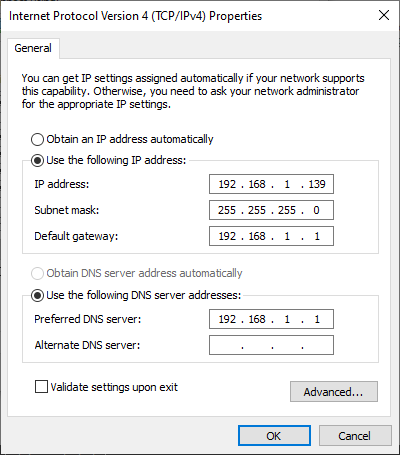 Internet Protocol Version 4 (TCP/IPv4) Properties
General
You can get IP settings assigned automatically if your network supports
this capability. Otherwise, you need to ask your network administrator
for the appropriate IP settings.
Obtain an IP address automatically
Use the following IP address:
IP address: 192 . 168 . 1 . 139
Subnet mask: 255 . 255 . 255 . 0
Default gateway: 192 . 168 . 1 . 1
Obtain DNS server address automatically
Use the following DNS server addresses:
Preferred DNS server: 192 . 168 . 1 . 1
Alternate DNS server: . . .
Validate settings upon exit
Advanced...
OK Cancel